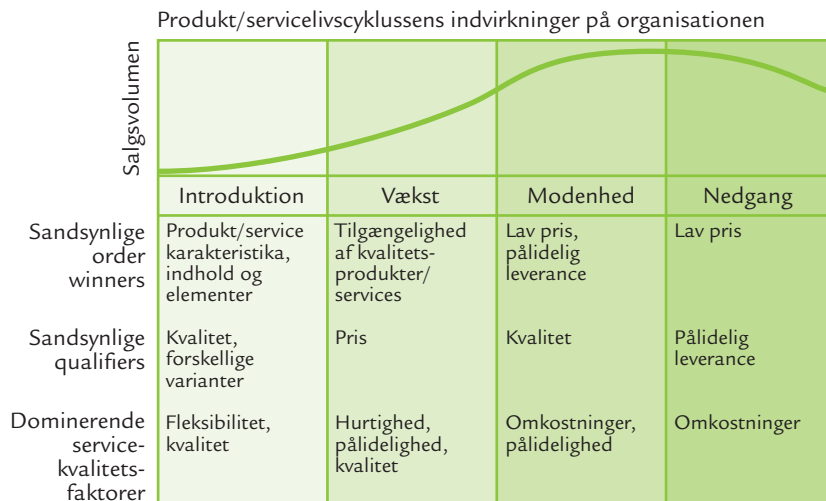 Produkt/servicelivscyklussens indvirkninger på organisationen
Salgsvolumen
Introduktion
Vækst
Modenhed
Nedgang
Sandsynlige
order
winners
Produkt/service
karakteristika,
indhold og
elementer
Tilgængelighed
af kvalitets-
produkter/
services
Lav pris,
pålidelig
leverance
Lav pris
Sandsynlige
qualifiers
Kvalitet,
forskellige
varianter
Pris
Kvalitet
Pålidelig
leverance
Dominerende
service-
kvalitets-
faktorer
Fleksibilitet,
kvalitet
Hurtighed,
pålidelighed,
kvalitet
Omkostninger,
pålidelighed
Omkostninger